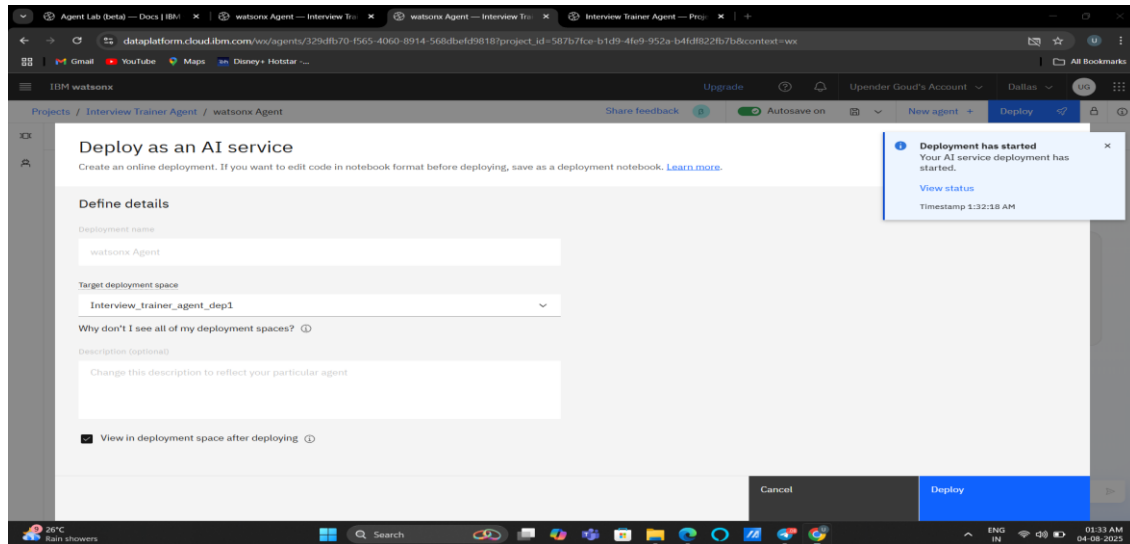 Agent Lab (beta) — Docs | IBM
watsonx Agent — Interview Tra
watsonx Agent — Interview Tra
Interview Trainer Agent — Proj
dataplatform.cloud.ibm.com/wx/agents/329dfb70-f565-4060-8914-568dbefd9818?project_id=587b7fce-b1d9-4fe9-952a-b4fdf822fb7b&context=wx
U
Gmail YouTube Maps Disney+ Hotstar -... All Bookmarks
IBM watsonx Upgrade Upender Goud's Account Dallas UG
Projects / Interview Trainer Agent / watsonx Agent Share feedback β Autosave on New agent + Deploy
Deploy as an AI service
Create an online deployment. If you want to edit code in notebook format before deploying, save as a deployment notebook. Learn more.
Deployment has started
Your AI service deployment has
started.
View status
Timestamp 1:32:18 AM
Define details
Deployment name
watsonx Agent
Target deployment space
Interview_trainer_agent_dep1
Why don't I see all of my deployment spaces?
Description (optional)
Change this description to reflect your particular agent
View in deployment space after deploying
Cancel Deploy
9
26°C
Rain showers
Search
ENG
IN
01:33 AM
04-08-2025